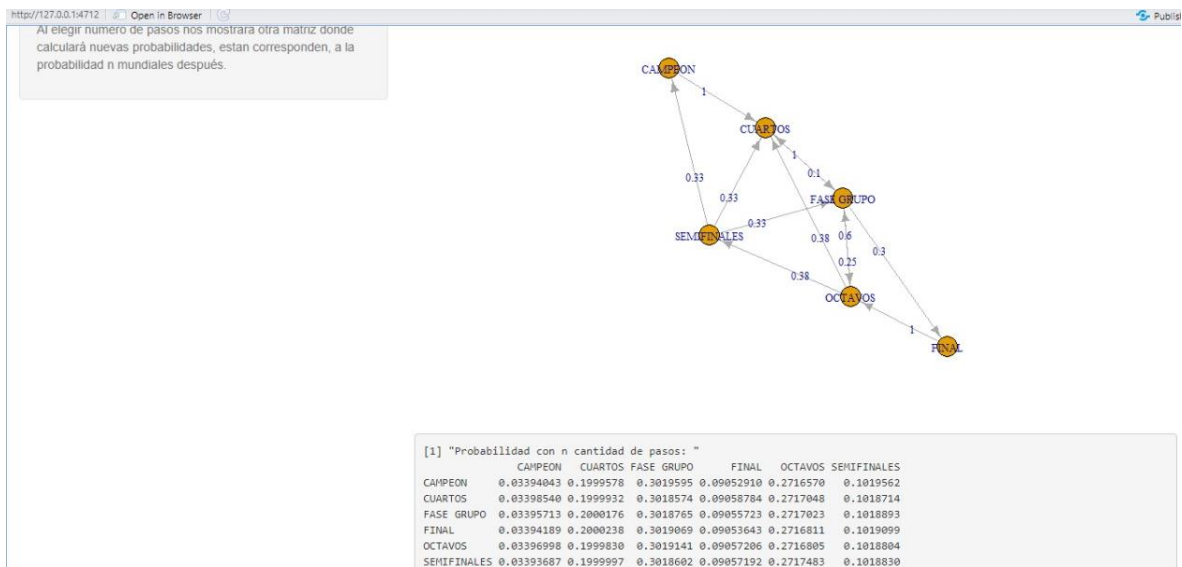 http://127.0.0.1:4712 Open in Browser Publis
Al elegir numero de pasos nos mostrara otra matriz donde
calculará nuevas probabilidades, estan corresponden, a la
probabilidad n mundiales después.
CAMPEON
1
CUARTOS
1
0.33
0.1
0.33
FASE GRUPO
0.33
SEMIFINALES
0.38
0.6
0.3
0.25
0.38
OCTAVOS
1
FINAL
[1] "Probabilidad con n cantidad de pasos: "
CAMPEON CUARTOS FASE GRUPO FINAL OCTAVOS SEMIFINALES
CAMPEON 0.03394043 0.1999578 0.3019595 0.09052910 0.2716570 0.1019562
CUARTOS 0.03398540 0.1999932 0.3018574 0.09058784 0.2717048 0.1018714
FASE GRUPO 0.03395713 0.2000176 0.3018765 0.09055723 0.2717023 0.1018893
FINAL 0.03394189 0.2000238 0.3019069 0.09053643 0.2716811 0.1019099
OCTAVOS 0.03396998 0.1999830 0.3019141 0.09057206 0.2716805 0.1018804
SEMIFINALES 0.03393687 0.1999997 0.3018602 0.09057192 0.2717483 0.1018830